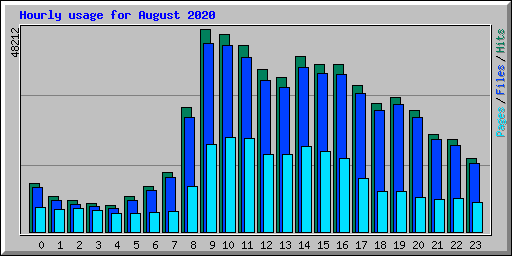 Hourly usage for August 2020
48212
Pages / Files / Hits
0 1 2 3 4 5 6 7 8 9 10 11 12 13 14 15 16 17 18 19 20 21 22 23